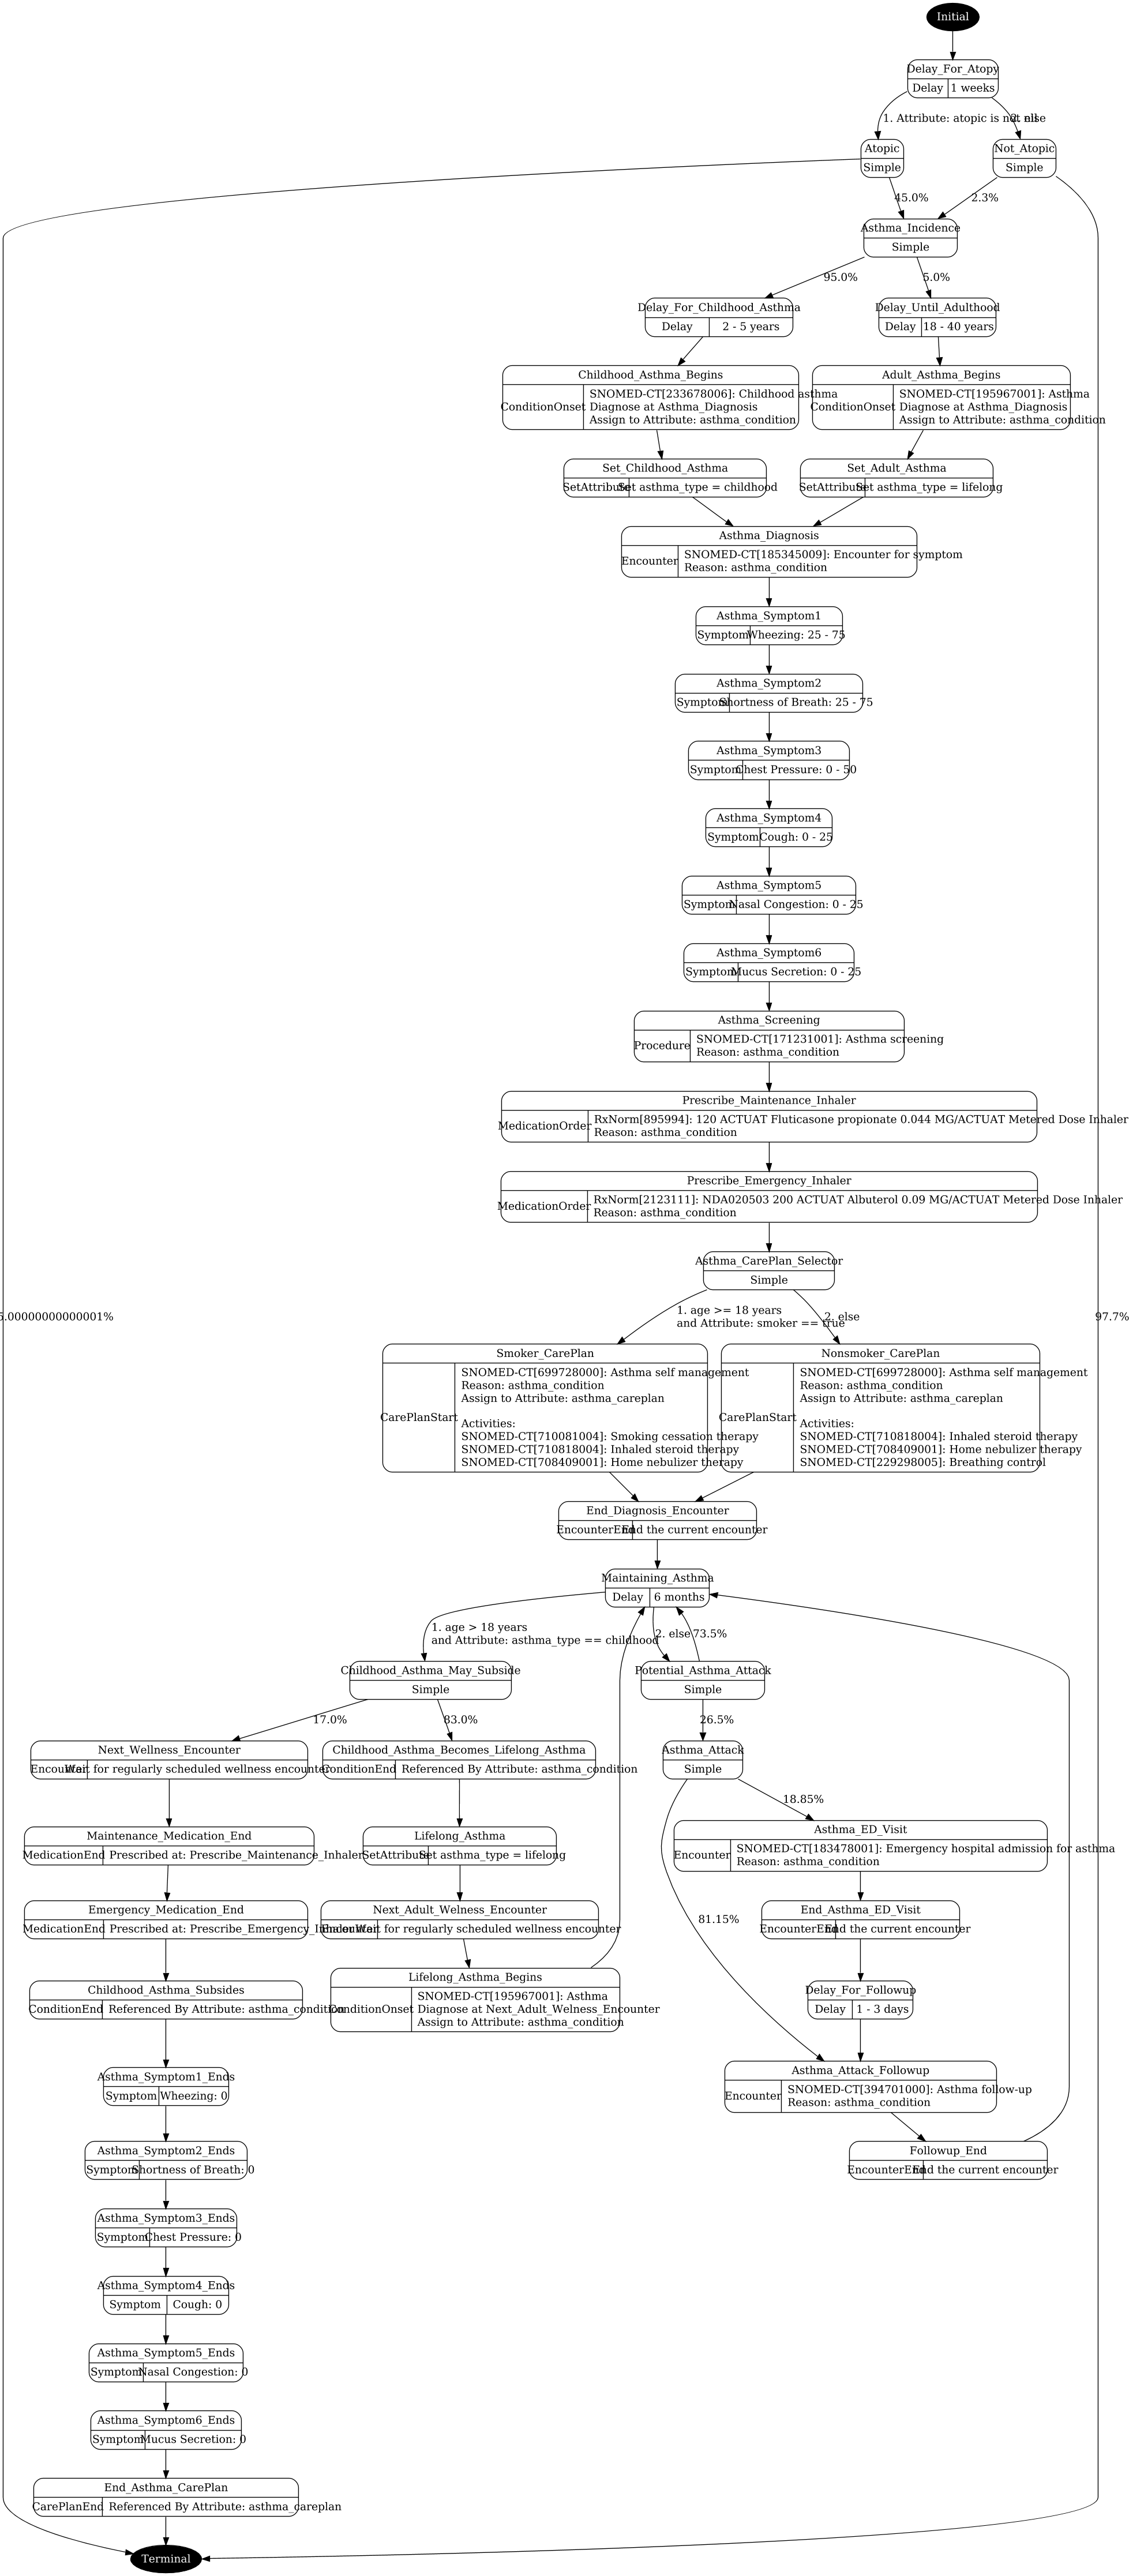 Initial
Delay_For_Atopy
Delay 1 weeks
1. Attribute: atopic is not nil
2. else
Atopic
Simple
Not_Atopic
Simple
45.0%
2.3%
Asthma_Incidence
Simple
95.0%
5.0%
Delay_For_Childhood_Asthma
Delay 2 - 5 years
Delay_Until_Adulthood
Delay 18 - 40 years
Childhood_Asthma_Begins
ConditionOnset
SNOMED-CT[233678006]: Childhood asthma
Diagnose at Asthma_Diagnosis
Assign to Attribute: asthma_condition
Adult_Asthma_Begins
ConditionOnset
SNOMED-CT[195967001]: Asthma
Diagnose at Asthma_Diagnosis
Assign to Attribute: asthma_condition
Set_Childhood_Asthma
SetAttribute Set asthma_type = childhood
Set_Adult_Asthma
SetAttribute Set asthma_type = lifelong
Asthma_Diagnosis
Encounter
SNOMED-CT[185345009]: Encounter for symptom
Reason: asthma_condition
Asthma_Symptom1
Symptom Wheezing: 25 - 75
Asthma_Symptom2
Symptom Shortness of Breath: 25 - 75
Asthma_Symptom3
Symptom Chest Pressure: 0 - 50
Asthma_Symptom4
Symptom Cough: 0 - 25
Asthma_Symptom5
Symptom Nasal Congestion: 0 - 25
Asthma_Symptom6
Symptom Mucus Secretion: 0 - 25
Asthma_Screening
Procedure
SNOMED-CT[171231001]: Asthma screening
Reason: asthma_condition
Prescribe_Maintenance_Inhaler
MedicationOrder
RxNorm[895994]: 120 ACTUAT Fluticasone propionate 0.044 MG/ACTUAT Metered Dose Inhaler
Reason: asthma_condition
Prescribe_Emergency_Inhaler
MedicationOrder
RxNorm[2123111]: NDA020503 200 ACTUAT Albuterol 0.09 MG/ACTUAT Metered Dose Inhaler
Reason: asthma_condition
Asthma_CarePlan_Selector
Simple
5.00000000000001%
97.7%
1. age >= 18 years
and Attribute: smoker == true
2. else
Smoker_CarePlan
CarePlanStart
SNOMED-CT[699728000]: Asthma self management
Reason: asthma_condition
Assign to Attribute: asthma_careplan
Activities:
SNOMED-CT[710081004]: Smoking cessation therapy
SNOMED-CT[710818004]: Inhaled steroid therapy
SNOMED-CT[708409001]: Home nebulizer therapy
Nonsmoker_CarePlan
CarePlanStart
SNOMED-CT[699728000]: Asthma self management
Reason: asthma_condition
Assign to Attribute: asthma_careplan
Activities:
SNOMED-CT[710818004]: Inhaled steroid therapy
SNOMED-CT[708409001]: Home nebulizer therapy
SNOMED-CT[229298005]: Breathing control
End_Diagnosis_Encounter
EncounterEnd End the current encounter
Maintaining_Asthma
Delay 6 months
1. age > 18 years
and Attribute: asthma_type == childhood
2. else
73.5%
Childhood_Asthma_May_Subside
Simple
Potential_Asthma_Attack
Simple
17.0%
83.0%
26.5%
Next_Wellness_Encounter
Encounter Wait for regularly scheduled wellness encounter
Childhood_Asthma_Becomes_Lifelong_Asthma
ConditionEnd Referenced By Attribute: asthma_condition
Asthma_Attack
Simple
18.85%
81.15%
Maintenance_Medication_End
MedicationEnd Prescribed at: Prescribe_Maintenance_Inhaler
Lifelong_Asthma
SetAttribute Set asthma_type = lifelong
Asthma_ED_Visit
Encounter
SNOMED-CT[183478001]: Emergency hospital admission for asthma
Reason: asthma_condition
Emergency_Medication_End
MedicationEnd Prescribed at: Prescribe_Emergency_Inhaler
Next_Adult_Welness_Encounter
Encounter Wait for regularly scheduled wellness encounter
End_Asthma_ED_Visit
EncounterEnd End the current encounter
Childhood_Asthma_Subsides
ConditionEnd Referenced By Attribute: asthma_condition
Lifelong_Asthma_Begins
ConditionOnset
SNOMED-CT[195967001]: Asthma
Diagnose at Next_Adult_Welness_Encounter
Assign to Attribute: asthma_condition
Delay_For_Followup
Delay 1 - 3 days
Asthma_Attack_Followup
Encounter
SNOMED-CT[394701000]: Asthma follow-up
Reason: asthma_condition
Followup_End
EncounterEnd End the current encounter
Asthma_Symptom1_Ends
Symptom Wheezing: 0
Asthma_Symptom2_Ends
Symptom Shortness of Breath: 0
Asthma_Symptom3_Ends
Symptom Chest Pressure: 0
Asthma_Symptom4_Ends
Symptom Cough: 0
Asthma_Symptom5_Ends
Symptom Nasal Congestion: 0
Asthma_Symptom6_Ends
Symptom Mucus Secretion: 0
End_Asthma_CarePlan
CarePlanEnd Referenced By Attribute: asthma_careplan
Terminal